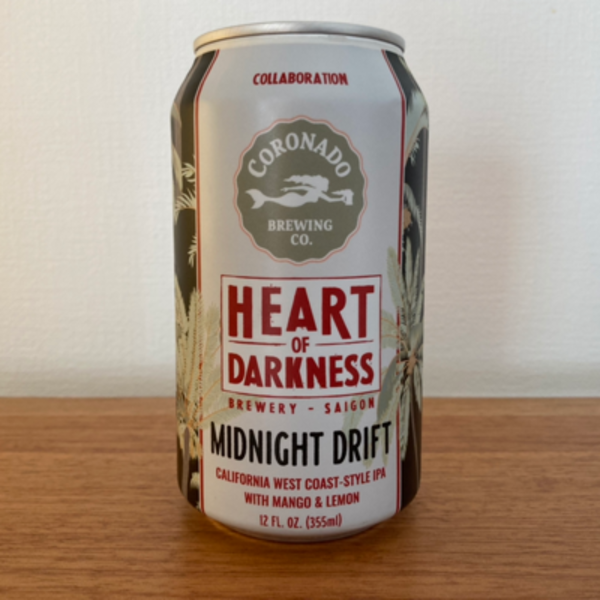 COLLABORATION
CORONADO
BREWING
CO.
HEART
OF
DARKNESS
BREWERY - SAIGON
MIDNIGHT DRIFT
CALIFORNIA WEST COAST-STYLE IPA
WITH MANGO & LEMON
12 FL. OZ. (355ml)